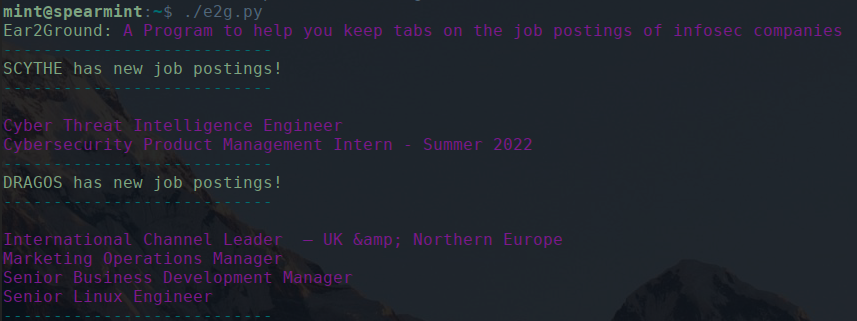 mint@spearmint:~$ ./e2g.py
Ear2Ground: A Program to help you keep tabs on the job postings of infosec companies
---------------------------
SCYTHE has new job postings!
---------------------------
Cyber Threat Intelligence Engineer
Cybersecurity Product Management Intern - Summer 2022
---------------------------
DRAGOS has new job postings!
---------------------------
International Channel Leader  – UK &amp; Northern Europe
Marketing Operations Manager
Senior Business Development Manager
Senior Linux Engineer
---------------------------